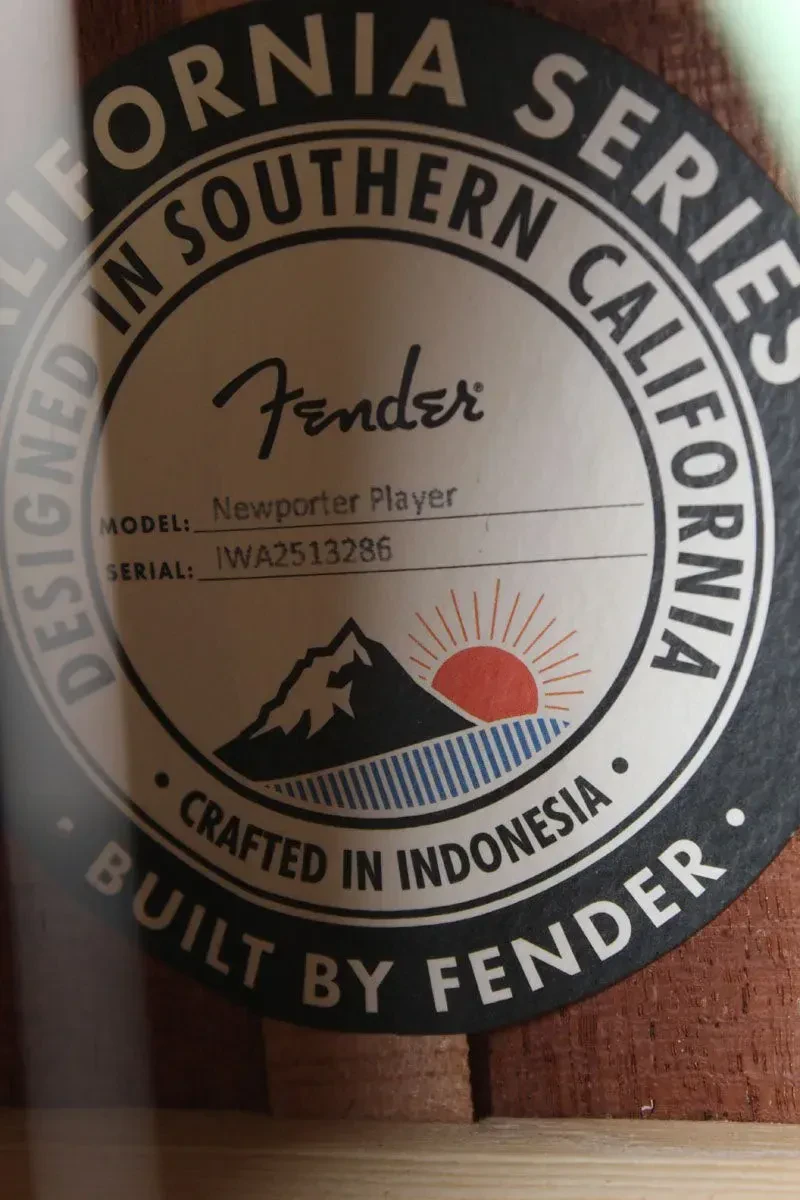 CALIFORNIA SERIES
DESIGNED IN SOUTHERN CALIFORNIA
Fender®
MODEL: Newporter Player
SERIAL: IWA2513286
• CRAFTED IN INDONESIA •
• BUILT BY FENDER •